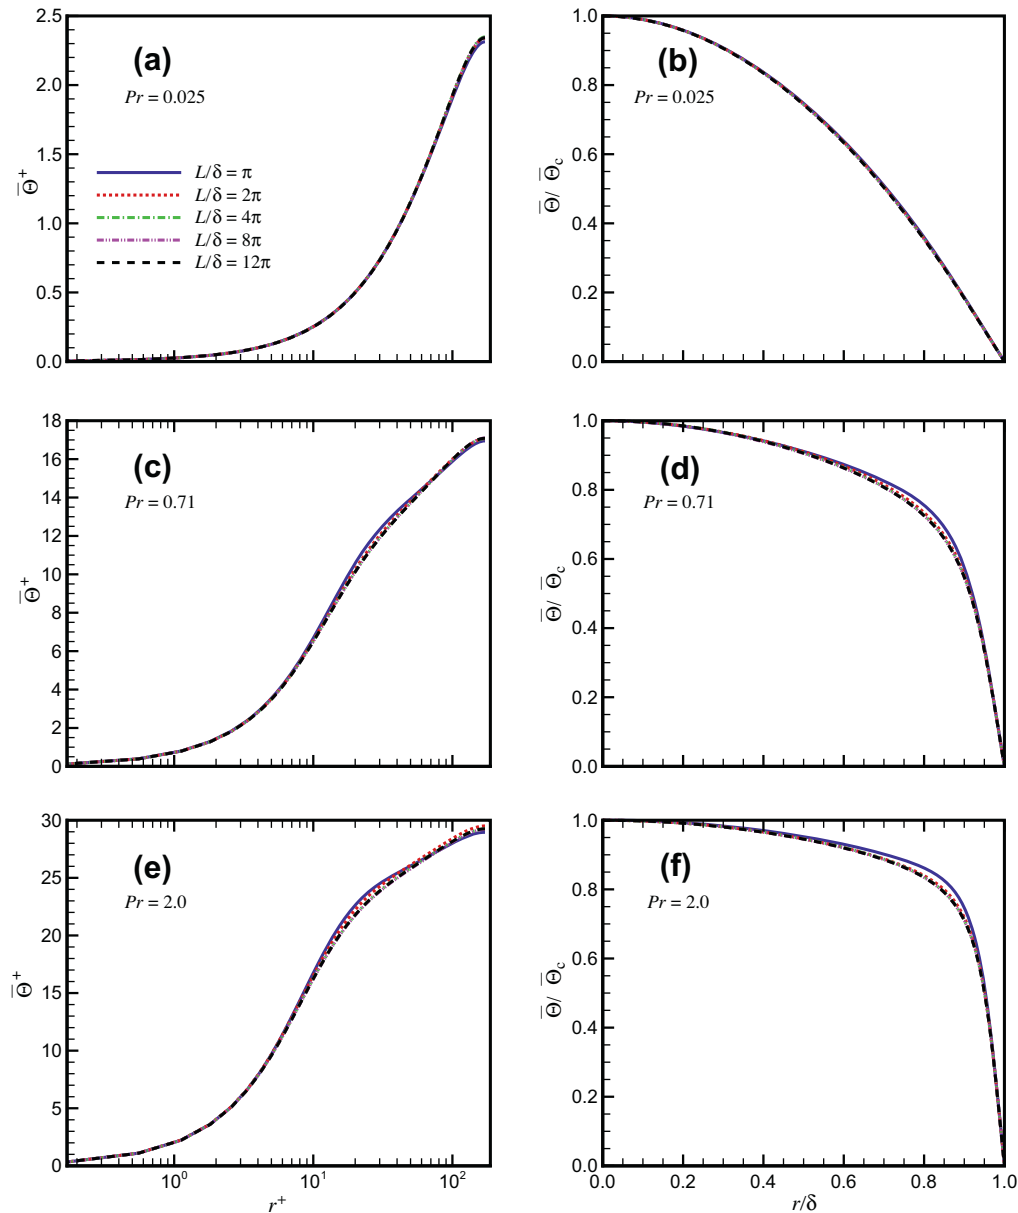 2.5
2.0
1.5
1.0
0.5
0.0
Θ̅⁺
(a)
Pr = 0.025
L/δ = π
L/δ = 2π
L/δ = 4π
L/δ = 8π
L/δ = 12π
1.0
0.8
0.6
0.4
0.2
0.0
Θ̅/ Θ̅c
(b)
Pr = 0.025
18
16
14
12
10
8
6
4
2
0
Θ̅⁺
(c)
Pr = 0.71
1.0
0.8
0.6
0.4
0.2
0.0
Θ̅/ Θ̅c
(d)
Pr = 0.71
30
25
20
15
10
5
0
Θ̅⁺
(e)
Pr = 2.0
10⁰ 10¹ 10²
r⁺
1.0
0.8
0.6
0.4
0.2
0.0
Θ̅/ Θ̅c
(f)
Pr = 2.0
0.0 0.2 0.4 0.6 0.8 1.0
r/δ